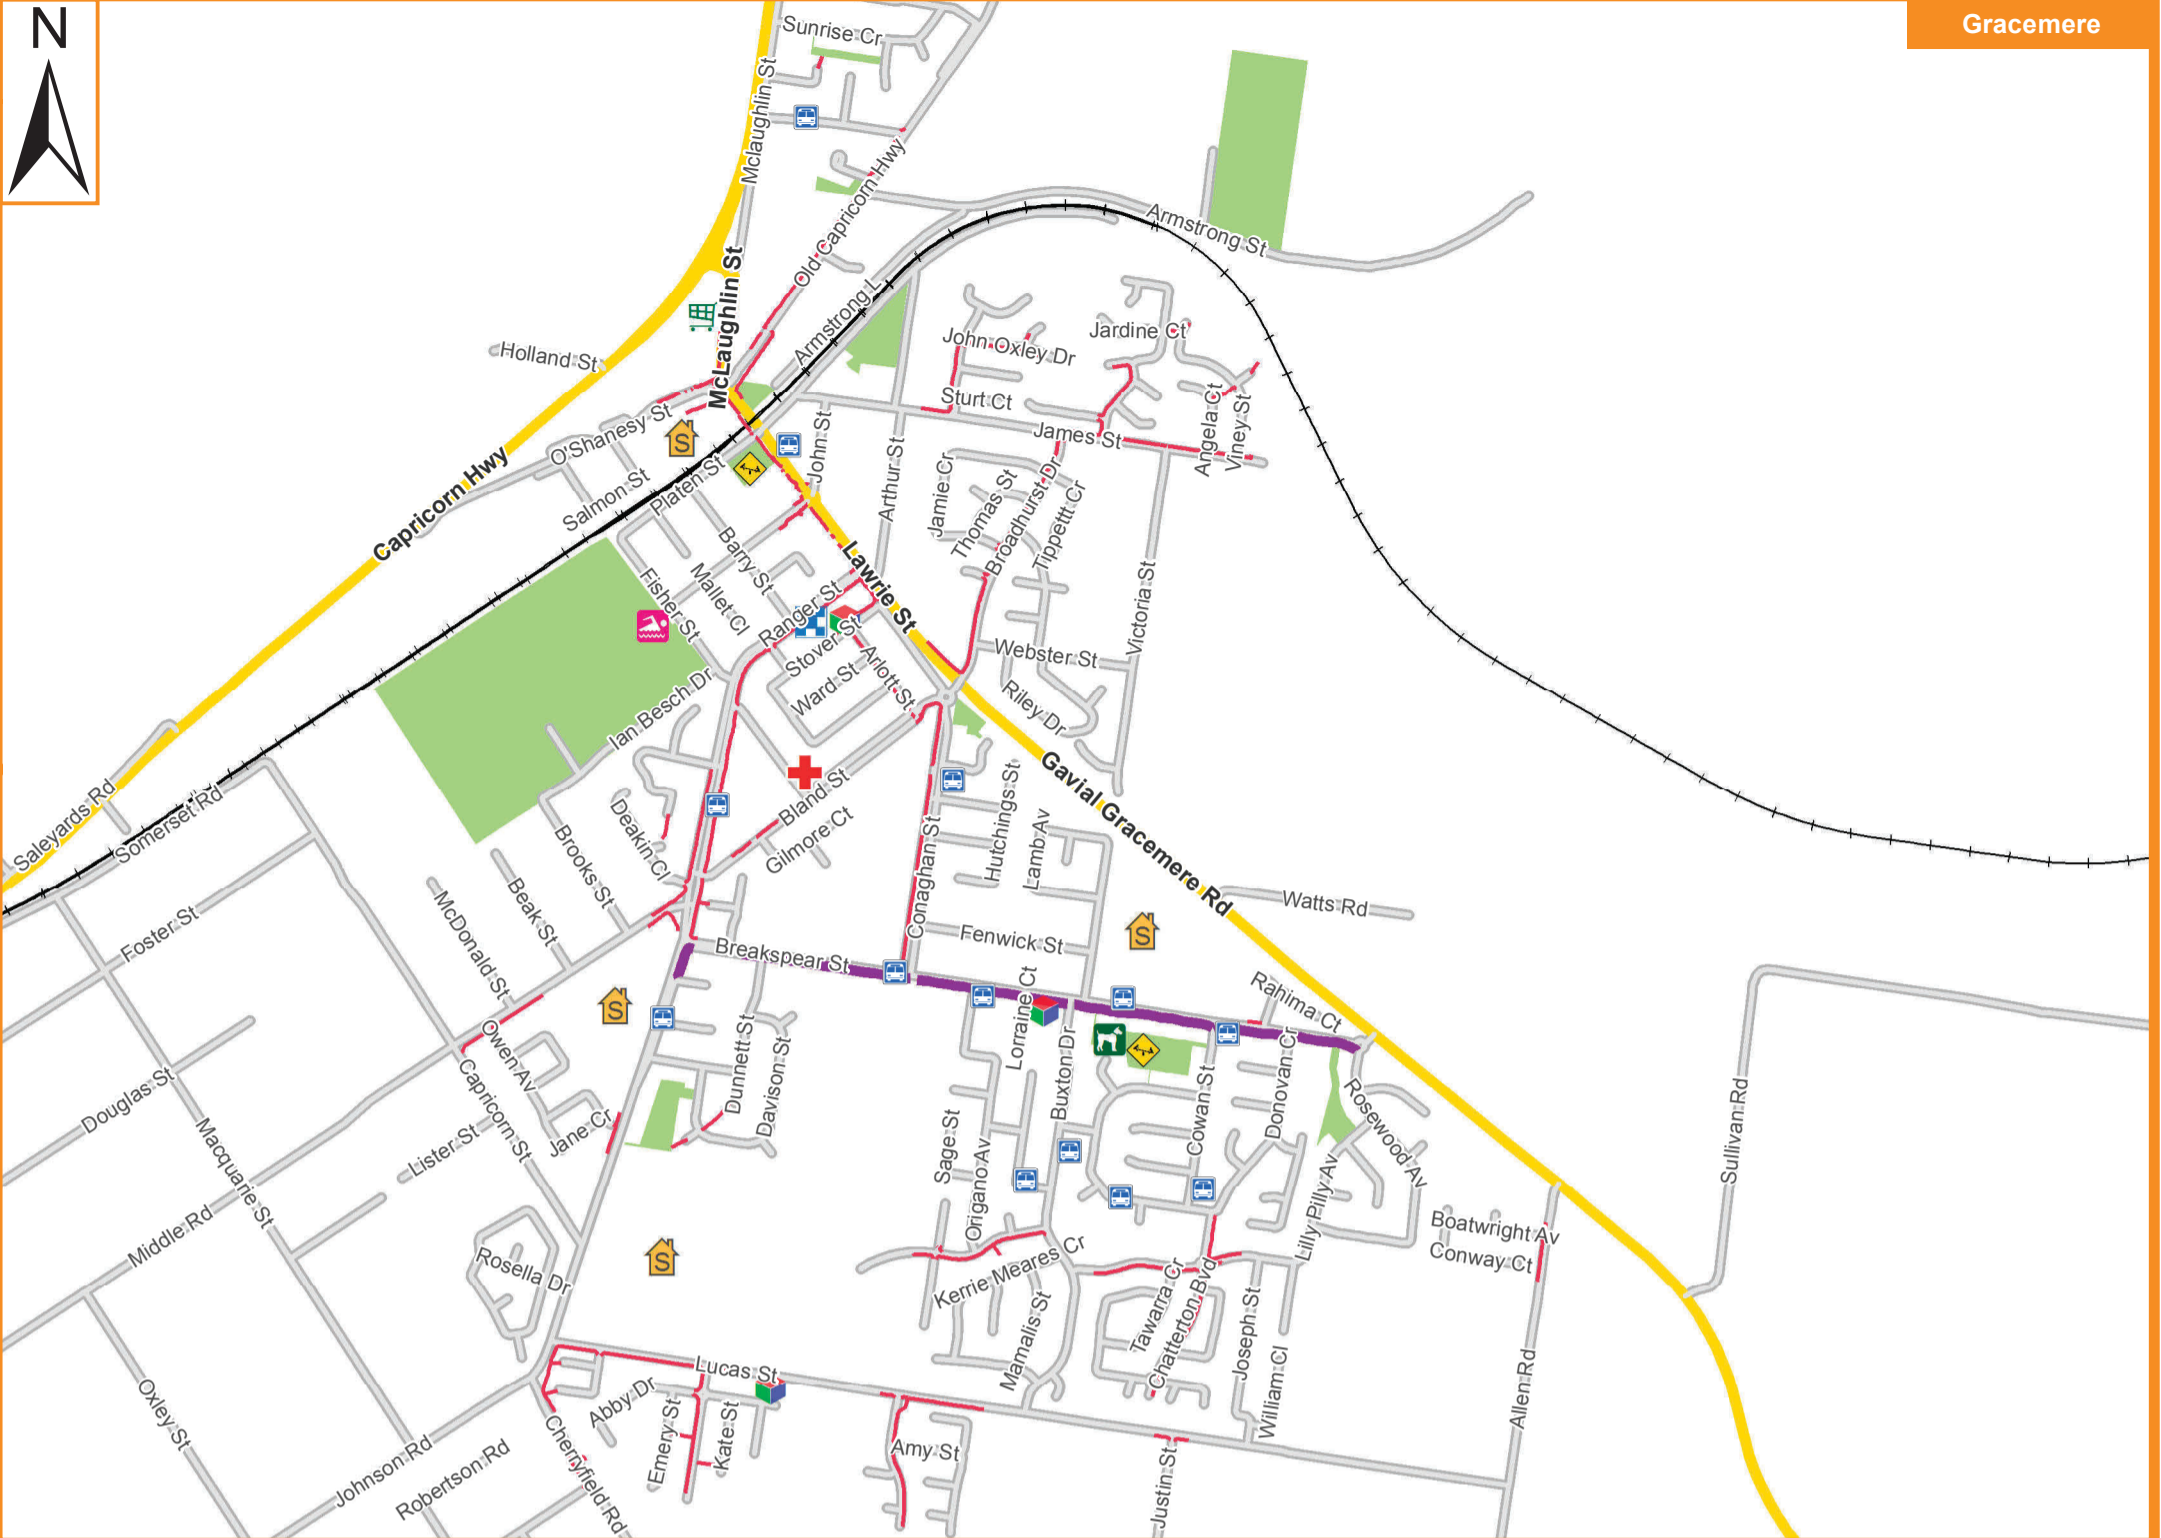 N
Gracemere
Sunrise Cr
Mclaughlin St
Old Capricorn Hwy
Armstrong St
McLaughlin St
Armstrong L
Holland St
John Oxley Dr
Jardine Ct
Sturt Ct
James St
Angela Ct
Viney St
O'Shanesy St
John St
Arthur St
Capricorn Hwy
Salmon St
Platen St
Jamie Cr
Thomas St
Broadhurst Dr
Tippett Cr
Barry St
Mallet Cl
Fisher St
Lawrie St
Ranger St
Stover St
Ward St
Arlott St
Webster St
Victoria St
Riley Dr
Ian Besch Dr
Saleyards Rd
Somerset Rd
Bland St
Gilmore Ct
Deakin Cl
Brooks St
Beak St
McDonald St
Gavial Gracemere Rd
Hutchings St
Lamb Av
Conaghan St
Watts Rd
Fenwick St
Breakspear St
Foster St
Rahima Ct
Lorraine Ct
Owen Av
Capricorn St
Dunnett St
Davison St
Buxton Dr
Cowan St
Donovan Cr
Rosewood Av
Sullivan Rd
Douglas St
Macquarie St
Lister St
Jane Cr
Sage St
Origano Av
Lilly Pilly Av
Middle Rd
Boatwright Av
Conway Ct
Rosella Dr
Kerrie Meares Cr
Tawarra Cr
Chatterton Bvd
Mamalis St
Joseph St
William Cl
Allen Rd
Lucas St
Abby Dr
Emery St
Kate St
Oxley St
Johnson Rd
Robertson Rd
Cherryfield Rd
Amy St
Justin St
S
S
S
S